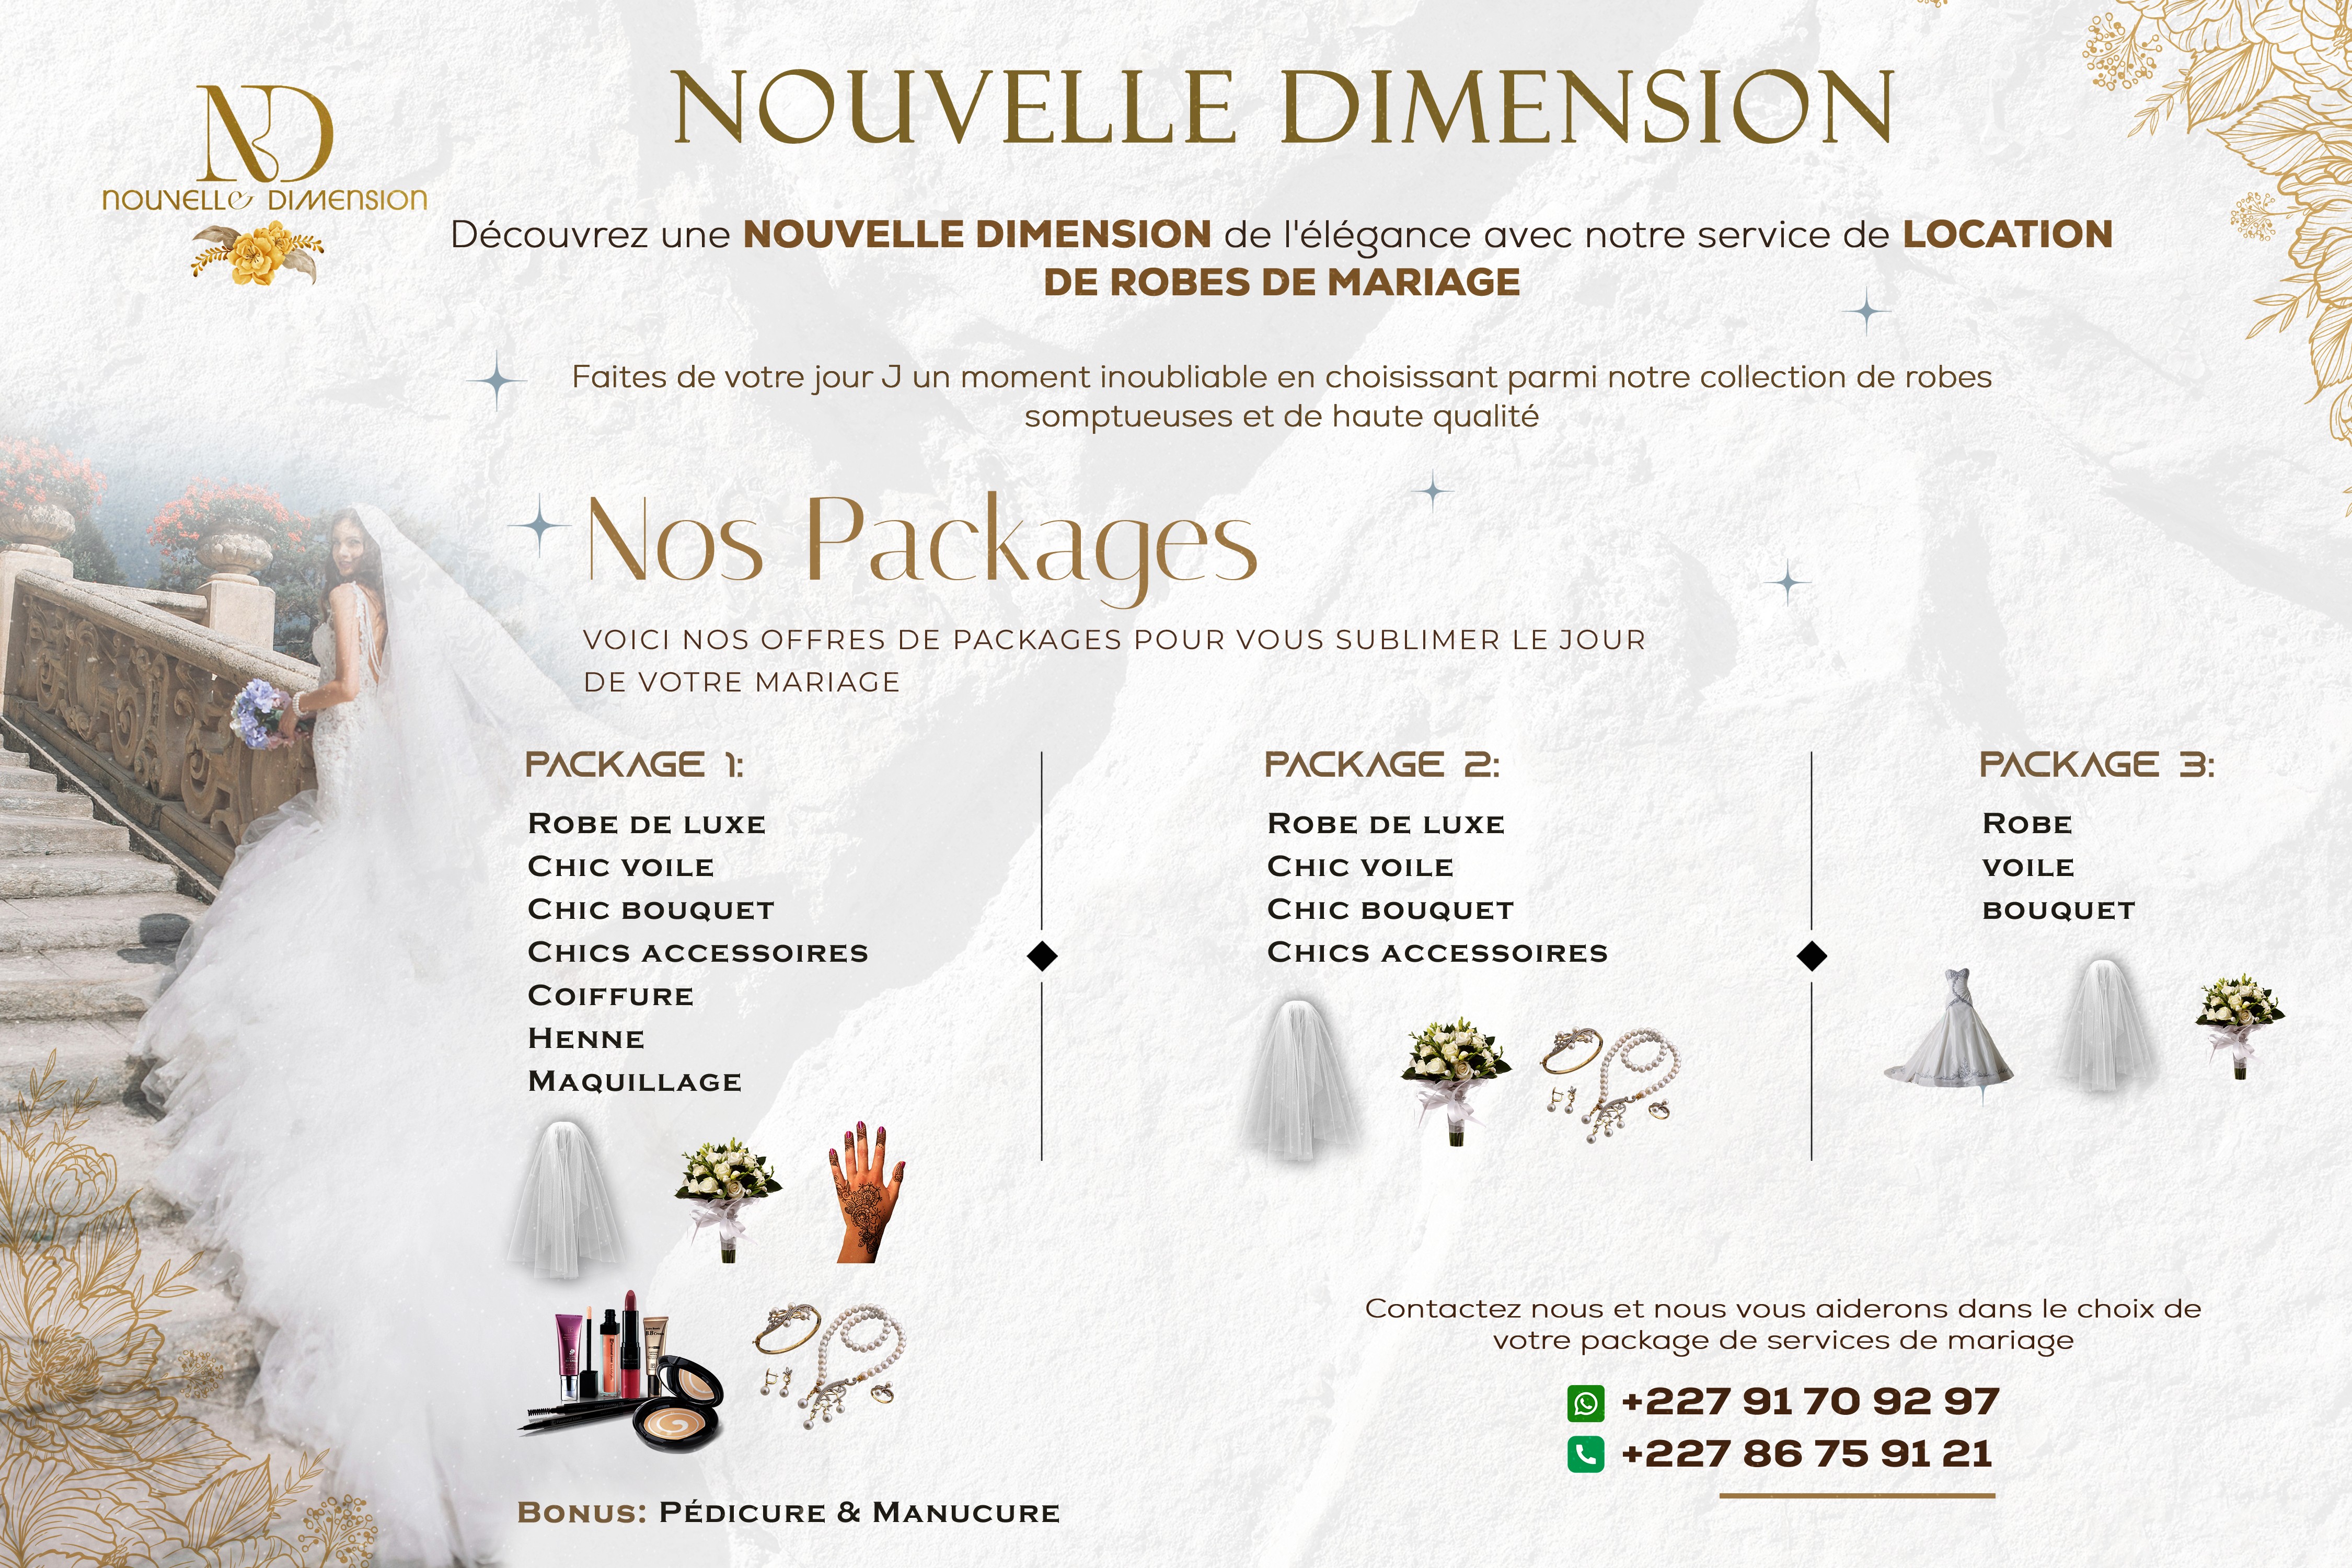 NOUVELLE DIMENSION
ND
NOUVELLE DIMENSION
Découvrez une NOUVELLE DIMENSION de l'élégance avec notre service de LOCATION
DE ROBES DE MARIAGE
Faites de votre jour J un moment inoubliable en choisissant parmi notre collection de robes
somptueuses et de haute qualité
Nos Packages
VOICI NOS OFFRES DE PACKAGES POUR VOUS SUBLIMER LE JOUR
DE VOTRE MARIAGE
PACKAGE 1:
ROBE DE LUXE
CHIC VOILE
CHIC BOUQUET
CHICS ACCESSOIRES
COIFFURE
HENNE
MAQUILLAGE
Bonus: PÉDICURE & MANUCURE
PACKAGE 2:
ROBE DE LUXE
CHIC VOILE
CHIC BOUQUET
CHICS ACCESSOIRES
PACKAGE 3:
ROBE
VOILE
BOUQUET
Contactez nous et nous vous aiderons dans le choix de
votre package de services de mariage
+227 91 70 92 97
+227 86 75 91 21